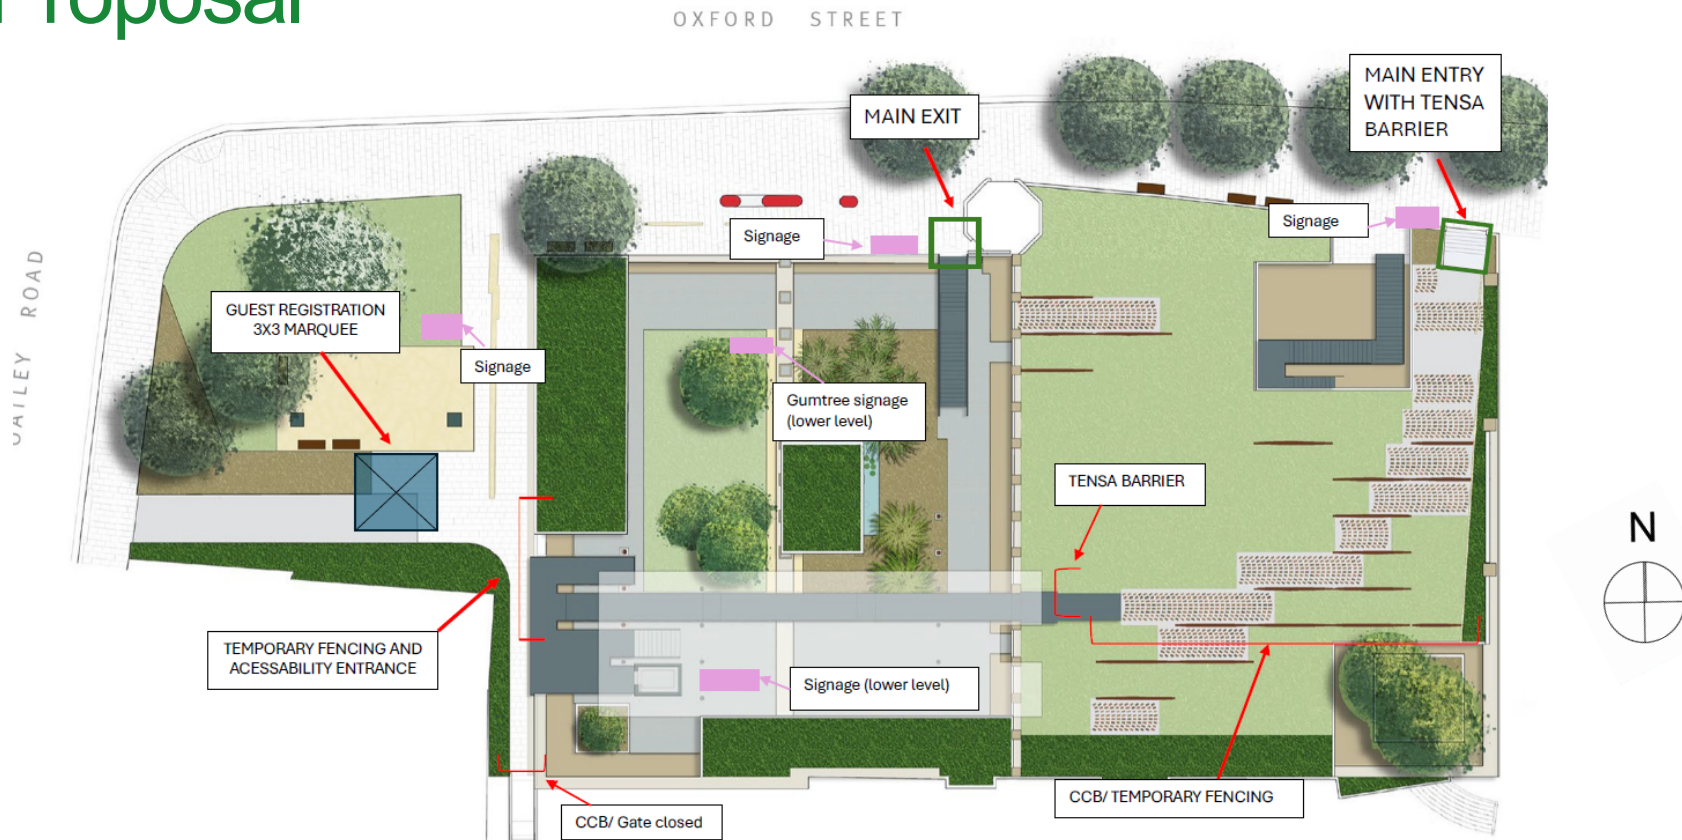 Proposal
OXFORD STREET
MAIN ENTRY
WITH TENSA
BARRIER
MAIN EXIT
Signage
Signage
OATLEY ROAD
GUEST REGISTRATION
3X3 MARQUEE
Signage
Gumtree signage
(lower level)
TENSA BARRIER
N
TEMPORARY FENCING AND
ACESSABILITY ENTRANCE
Signage (lower level)
CCB/ TEMPORARY FENCING
CCB/ Gate closed